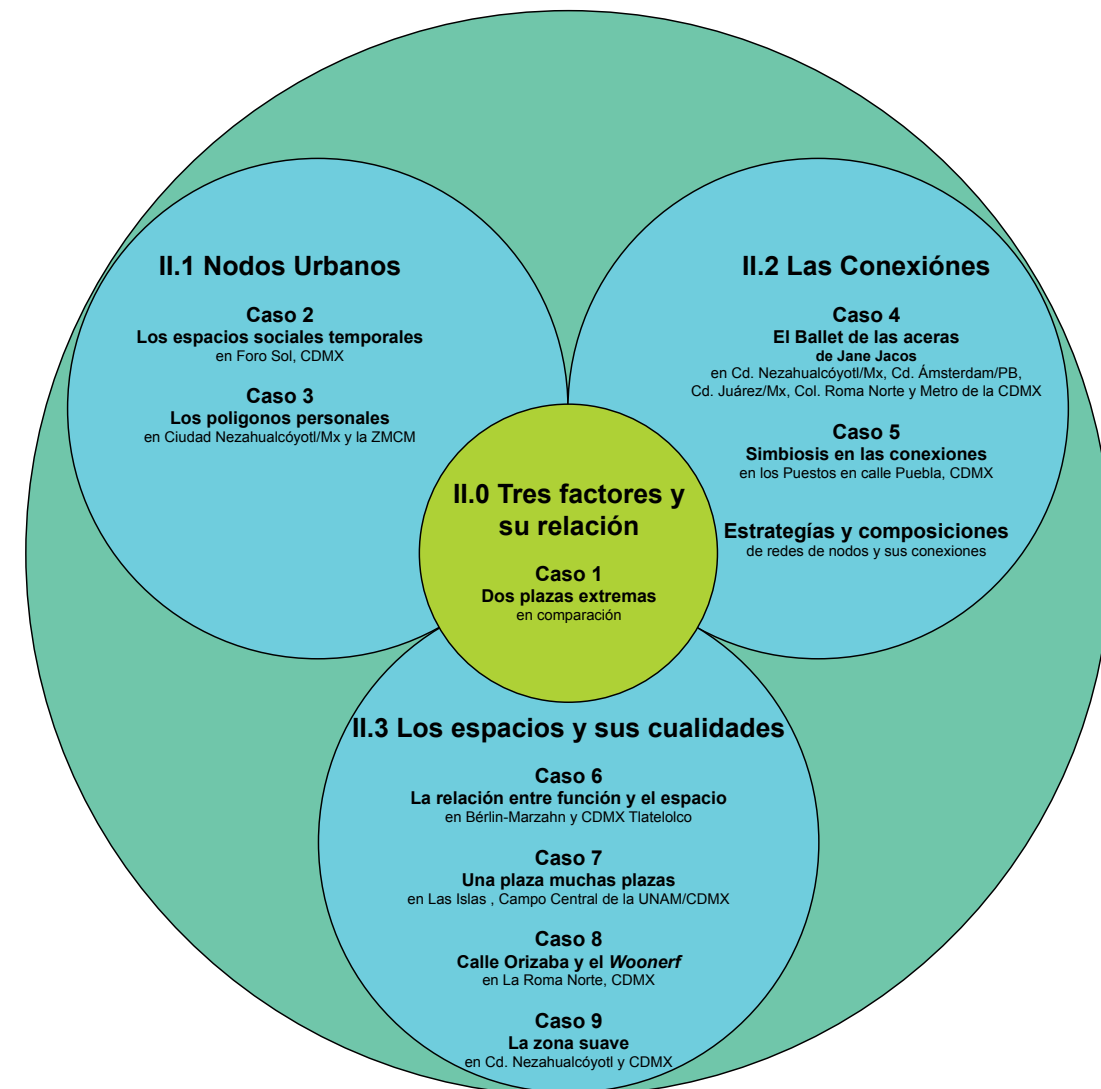 II.1 Nodos Urbanos
Caso 2
Los espacios sociales temporales
en Foro Sol, CDMX
Caso 3
Los poligonos personales
en Ciudad Nezahualcóyotl/Mx y la ZMCM
II.2 Las Conexiónes
Caso 4
El Ballet de las aceras
de Jane Jacos
en Cd. Nezahualcóyotl/Mx, Cd. Ámsterdam/PB,
Cd. Juárez/Mx, Col. Roma Norte y Metro de la CDMX
Caso 5
Simbiosis en las conexiones
en los Puestos en calle Puebla, CDMX
Estrategías y composiciones
de redes de nodos y sus conexiones
II.0 Tres factores y
su relación
Caso 1
Dos plazas extremas
en comparación
II.3 Los espacios y sus cualidades
Caso 6
La relación entre función y el espacio
en Bérlin-Marzahn y CDMX Tlatelolco
Caso 7
Una plaza muchas plazas
en Las Islas , Campo Central de la UNAM/CDMX
Caso 8
Calle Orizaba y el Woonerf
en La Roma Norte, CDMX
Caso 9
La zona suave
en Cd. Nezahualcóyotl y CDMX